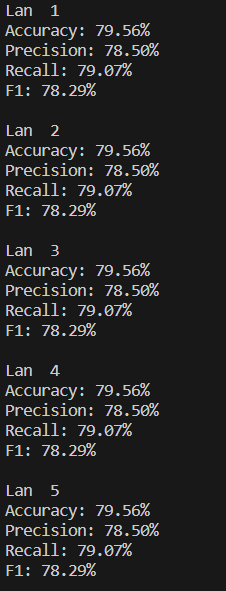 Lan  1
Accuracy: 79.56%
Precision: 78.50%
Recall: 79.07%
F1: 78.29%
Lan  2
Accuracy: 79.56%
Precision: 78.50%
Recall: 79.07%
F1: 78.29%
Lan  3
Accuracy: 79.56%
Precision: 78.50%
Recall: 79.07%
F1: 78.29%
Lan  4
Accuracy: 79.56%
Precision: 78.50%
Recall: 79.07%
F1: 78.29%
Lan  5
Accuracy: 79.56%
Precision: 78.50%
Recall: 79.07%
F1: 78.29%